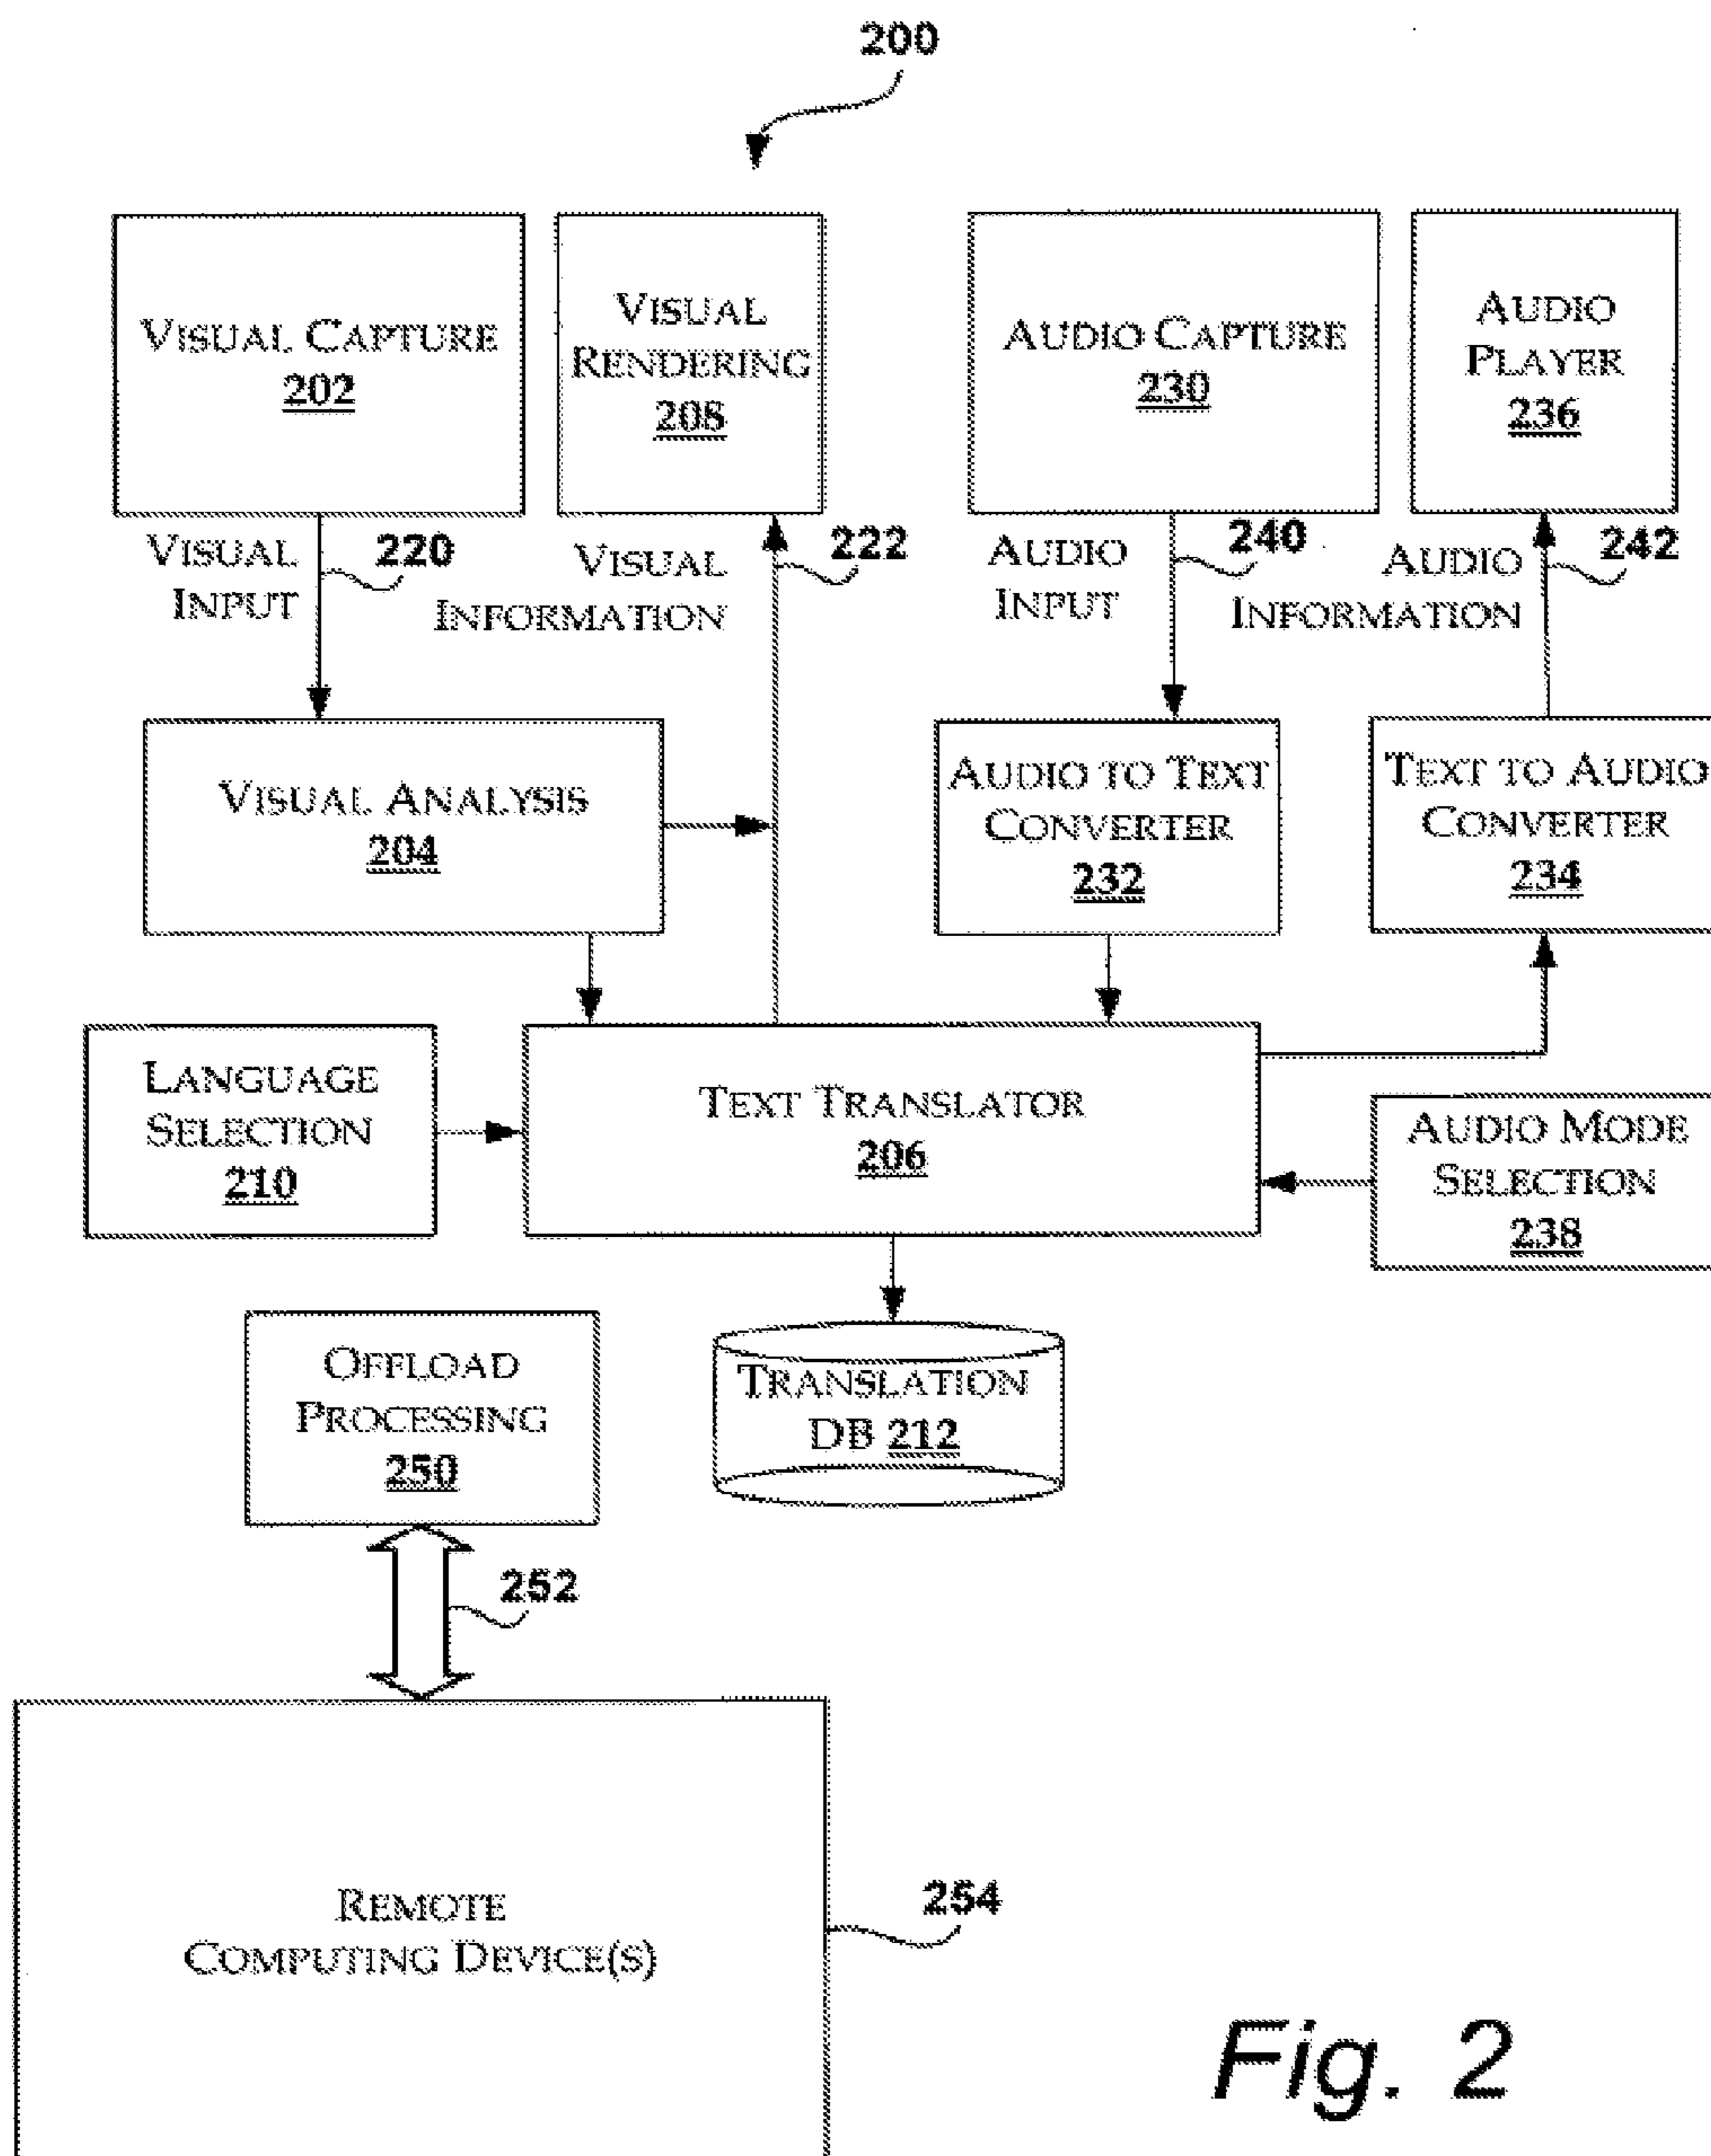 200
VISUAL CAPTURE
202
VISUAL
RENDERING
208
AUDIO CAPTURE
230
AUDIO
PLAYER
236
VISUAL
INPUT
220
VISUAL
INFORMATION
222
AUDIO
INPUT
240
AUDIO
INFORMATION
242
VISUAL ANALYSIS
204
AUDIO TO TEXT
CONVERTER
232
TEXT TO AUDIO
CONVERTER
234
LANGUAGE
SELECTION
210
TEXT TRANSLATOR
206
AUDIO MODE
SELECTION
238
OFFLOAD
PROCESSING
250
TRANSLATION
DB 212
252
REMOTE
COMPUTING DEVICE(S)
254
Fig. 2